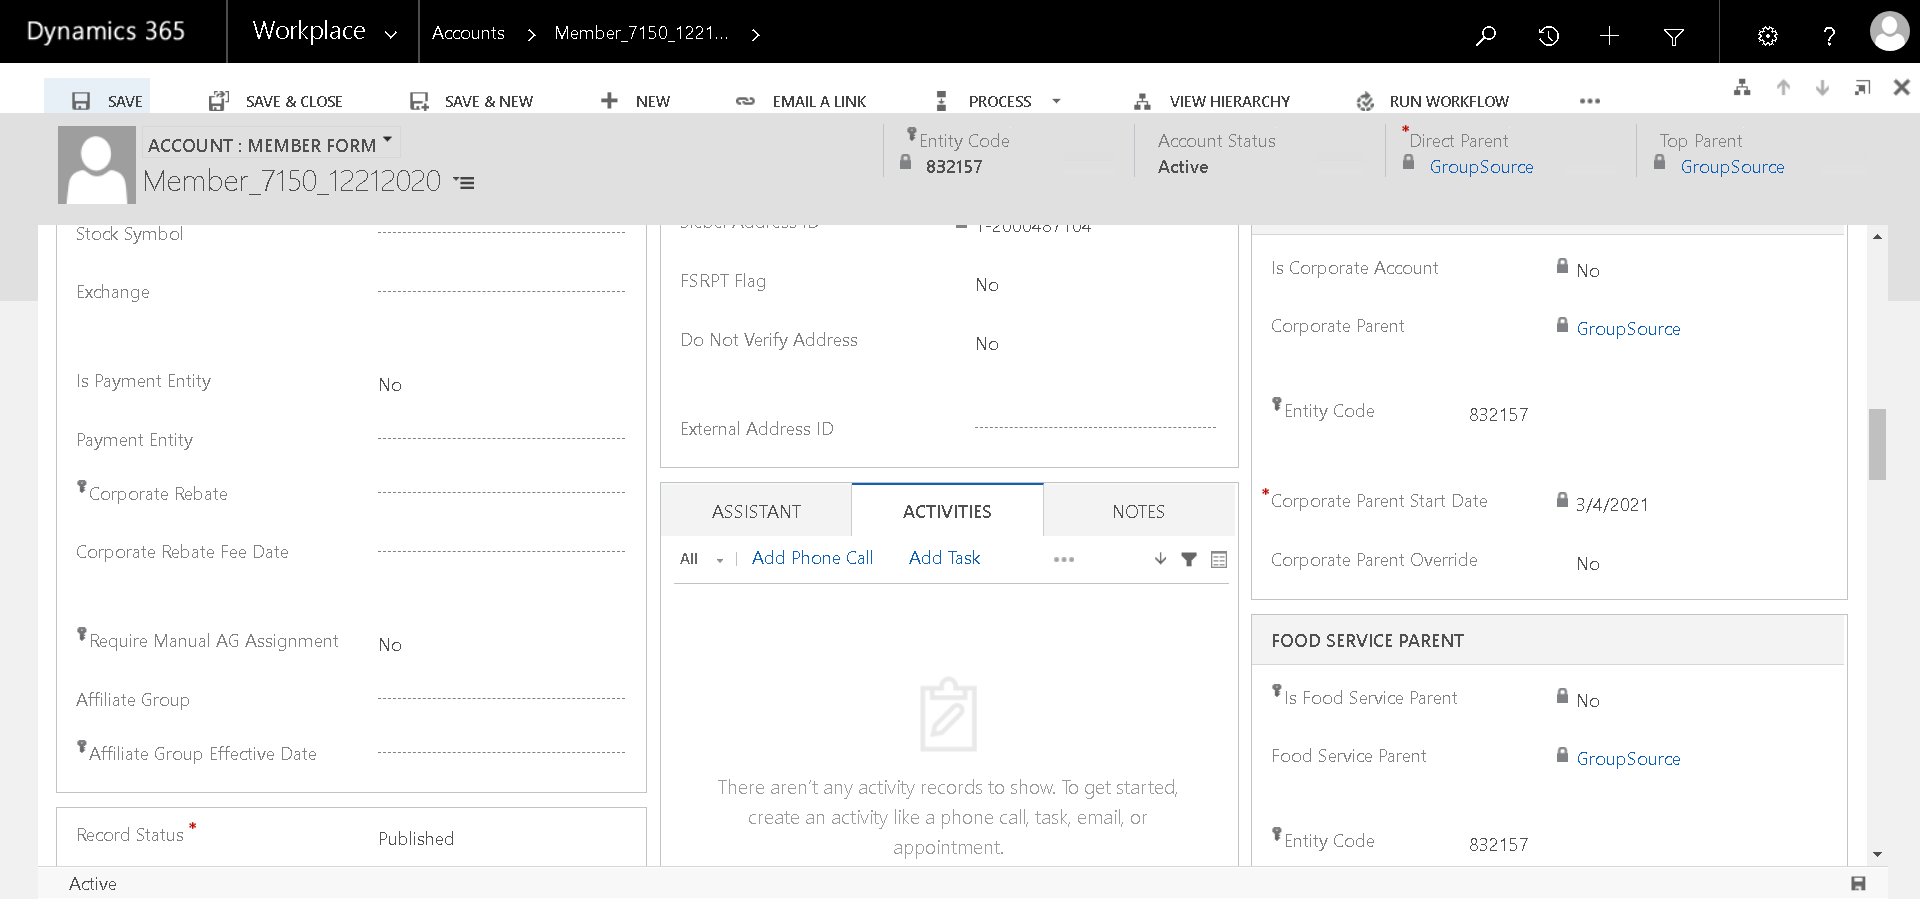 Dynamics 365
Workplace
Accounts
Member_7150_1221...
SAVE
SAVE & CLOSE
SAVE & NEW
NEW
EMAIL A LINK
PROCESS
VIEW HIERARCHY
RUN WORKFLOW
ACCOUNT : MEMBER FORM
Member_7150_12212020
Entity Code
832157
Account Status
Active
*Direct Parent
GroupSource
Top Parent
GroupSource
Stock Symbol
Exchange
Is Payment Entity
No
Payment Entity
Corporate Rebate
Corporate Rebate Fee Date
Require Manual AG Assignment
No
Affiliate Group
Affiliate Group Effective Date
Record Status *
Published
1-2000487104
FSRPT Flag
No
Do Not Verify Address
No
External Address ID
ASSISTANT
ACTIVITIES
NOTES
All
Add Phone Call
Add Task
There aren't any activity records to show. To get started,
create an activity like a phone call, task, email, or
appointment.
Is Corporate Account
No
Corporate Parent
GroupSource
Entity Code
832157
*Corporate Parent Start Date
3/4/2021
Corporate Parent Override
No
FOOD SERVICE PARENT
Is Food Service Parent
No
Food Service Parent
GroupSource
Entity Code
832157
Active